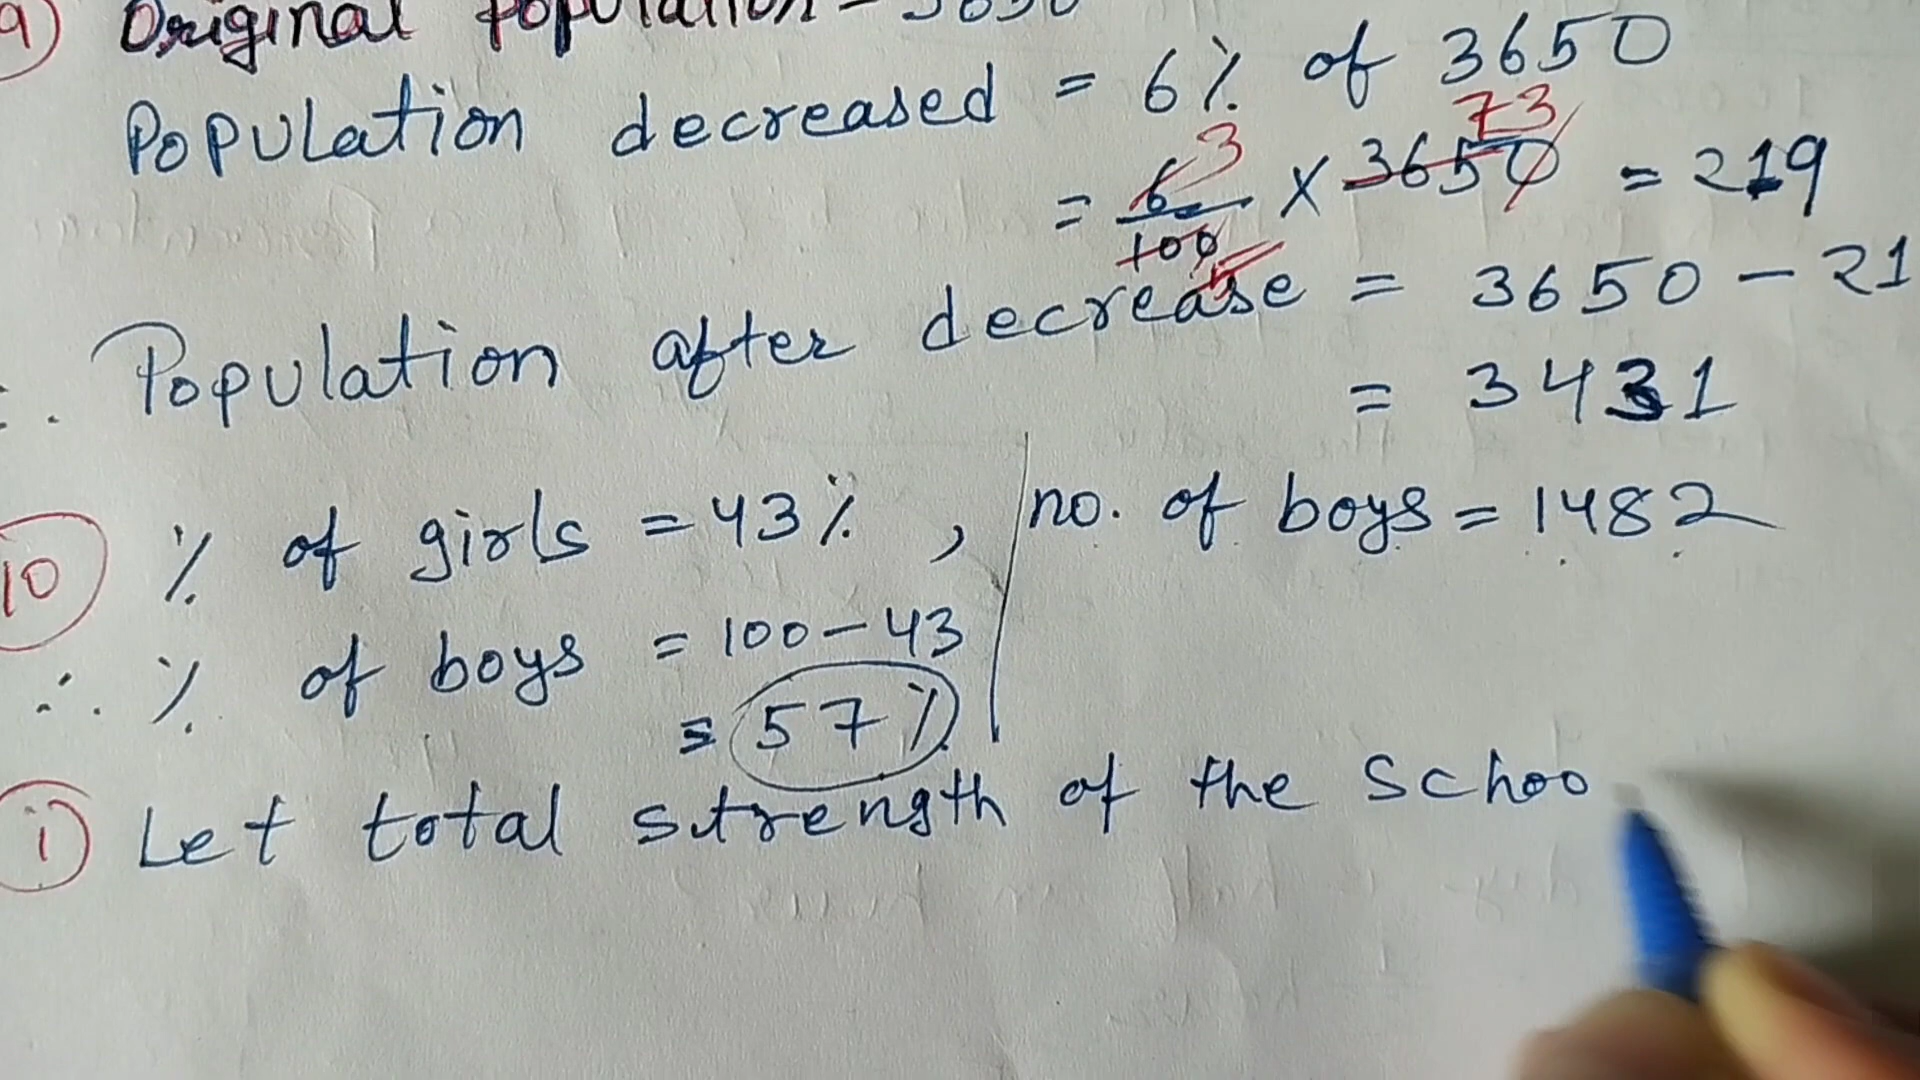 9) Original Population = 3650
Population decreased = 6% of 3650
= 6/100 × 3650 = 219
3 73
5
∴ Population after decrease = 3650 - 21
= 3431
10 % of girls = 43% , no. of boys = 1482
∴ % of boys = 100 - 43
= 57%
i) Let total strength of the schoo